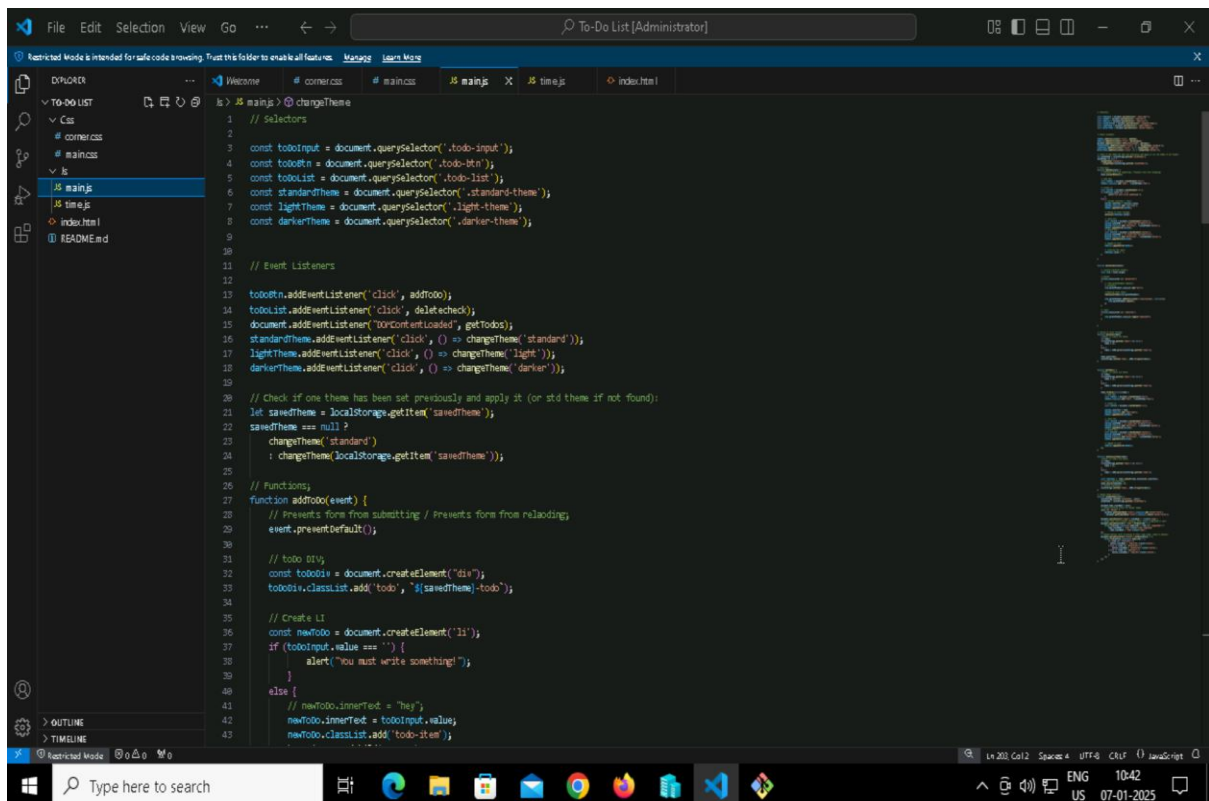 File Edit Selection View Go ···
To-Do List [Administrator]
Restricted Mode is intended for safe code browsing. Trust this folder to enable all features. Manage Learn More
EXPLORER
Welcome
corner.css
main.css
JS main.js
JS time.js
index.html
TO-DO LIST
Css
corner.css
main.css
js
JS main.js
JS time.js
index.html
README.md
js > JS main.js > changeTheme
1 // Selectors
2
3 const toDoInput = document.querySelector('.todo-input');
4 const toDoBtn = document.querySelector('.todo-btn');
5 const toDoList = document.querySelector('.todo-list');
6 const standardTheme = document.querySelector('.standard-theme');
7 const lightTheme = document.querySelector('.light-theme');
8 const darkerTheme = document.querySelector('.darker-theme');
9
10
11 // Event Listeners
12
13 toDoBtn.addEventListener('click', addToDo);
14 toDoList.addEventListener('click', deletecheck);
15 document.addEventListener("DOMContentLoaded", getTodos);
16 standardTheme.addEventListener('click', () => changeTheme('standard'));
17 lightTheme.addEventListener('click', () => changeTheme('light'));
18 darkerTheme.addEventListener('click', () => changeTheme('darker'));
19
20 // Check if one theme has been set previously and apply it (or std theme if not found):
21 let savedTheme = localStorage.getItem('savedTheme');
22 savedTheme === null ?
23 changeTheme('standard')
24 : changeTheme(localStorage.getItem('savedTheme'));
25
26 // Functions;
27 function addToDo(event) {
28 // Prevents form from submitting / Prevents form from relaoding;
29 event.preventDefault();
30
31 // toDo DIV;
32 const toDoDiv = document.createElement("div");
33 toDoDiv.classList.add('todo', `${savedTheme}-todo`);
34
35 // Create LI
36 const newToDo = document.createElement('li');
37 if (toDoInput.value === '') {
38 alert("You must write something!");
39 }
40 else {
41 // newToDo.innerText = "hey";
42 newToDo.innerText = toDoInput.value;
43 newToDo.classList.add('todo-item');
OUTLINE
TIMELINE
Restricted Mode 0 0 0
Ln 203, Col 2 Spaces: 4 UTF-8 CRLF {} JavaScript
Type here to search
ENG
US
10:42
07-01-2025